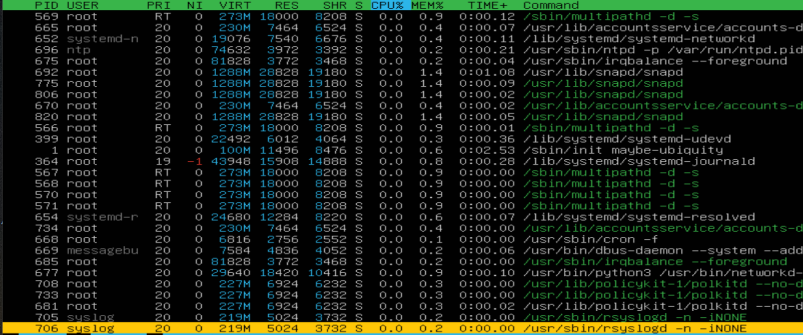 PID USER PRI NI VIRT RES SHR S CPU% MEM% TIME+ Command
569 root RT 0 273M 18000 8208 S 0.0 0.9 0:00.12 /sbin/multipathd -d -s
665 root 20 0 230M 7464 6524 S 0.0 0.4 0:00.07 /usr/lib/accountsservice/accounts-d
652 systemd-n 20 0 19076 7540 6676 S 0.0 0.4 0:00.11 /lib/systemd/systemd-networkd
696 ntp 20 0 74632 3972 3392 S 0.0 0.2 0:00.21 /usr/sbin/ntpd -p /var/run/ntpd.pid
675 root 20 0 81828 3772 3468 S 0.0 0.2 0:00.04 /usr/sbin/irqbalance --foreground
692 root 20 0 1288M 28828 19180 S 0.0 1.4 0:01.08 /usr/lib/snapd/snapd
775 root 20 0 1288M 28828 19180 S 0.0 1.4 0:00.09 /usr/lib/snapd/snapd
806 root 20 0 1288M 28828 19180 S 0.0 1.4 0:00.02 /usr/lib/snapd/snapd
670 root 20 0 230M 7464 6524 S 0.0 0.4 0:00.02 /usr/lib/accountsservice/accounts-d
820 root 20 0 1288M 28828 19180 S 0.0 1.4 0:00.05 /usr/lib/snapd/snapd
566 root RT 0 273M 18000 8208 S 0.0 0.9 0:00.01 /sbin/multipathd -d -s
399 root 20 0 22492 6012 4064 S 0.0 0.3 0:00.36 /lib/systemd/systemd-udevd
1 root 20 0 100M 11496 8476 S 0.0 0.6 0:02.53 /sbin/init maybe-ubiquity
364 root 19 -1 43948 15908 14888 S 0.0 0.8 0:00.28 /lib/systemd/systemd-journald
567 root RT 0 273M 18000 8208 S 0.0 0.9 0:00.00 /sbin/multipathd -d -s
568 root RT 0 273M 18000 8208 S 0.0 0.9 0:00.00 /sbin/multipathd -d -s
570 root RT 0 273M 18000 8208 S 0.0 0.9 0:00.00 /sbin/multipathd -d -s
571 root RT 0 273M 18000 8208 S 0.0 0.9 0:00.00 /sbin/multipathd -d -s
654 systemd-r 20 0 24680 12284 8220 S 0.0 0.6 0:00.07 /lib/systemd/systemd-resolved
734 root 20 0 230M 7464 6524 S 0.0 0.4 0:00.00 /usr/lib/accountsservice/accounts-d
668 root 20 0 6816 2756 2552 S 0.0 0.1 0:00.00 /usr/sbin/cron -f
669 messagebu 20 0 7584 4836 4052 S 0.0 0.2 0:00.06 /usr/bin/dbus-daemon --system --add
685 root 20 0 81828 3772 3468 S 0.0 0.2 0:00.00 /usr/sbin/irqbalance --foreground
677 root 20 0 29640 18420 10416 S 0.0 0.9 0:00.10 /usr/bin/python3 /usr/bin/networkd-
708 root 20 0 227M 6924 6232 S 0.0 0.3 0:00.00 /usr/lib/policykit-1/polkitd --no-d
733 root 20 0 227M 6924 6232 S 0.0 0.3 0:00.00 /usr/lib/policykit-1/polkitd --no-d
681 root 20 0 227M 6924 6232 S 0.0 0.3 0:00.02 /usr/lib/policykit-1/polkitd --no-d
705 syslog 20 0 219M 5024 3732 S 0.0 0.2 0:00.00 /usr/sbin/rsyslogd -n -iNONE
706 syslog 20 0 219M 5024 3732 S 0.0 0.2 0:00.00 /usr/sbin/rsyslogd -n -iNONE